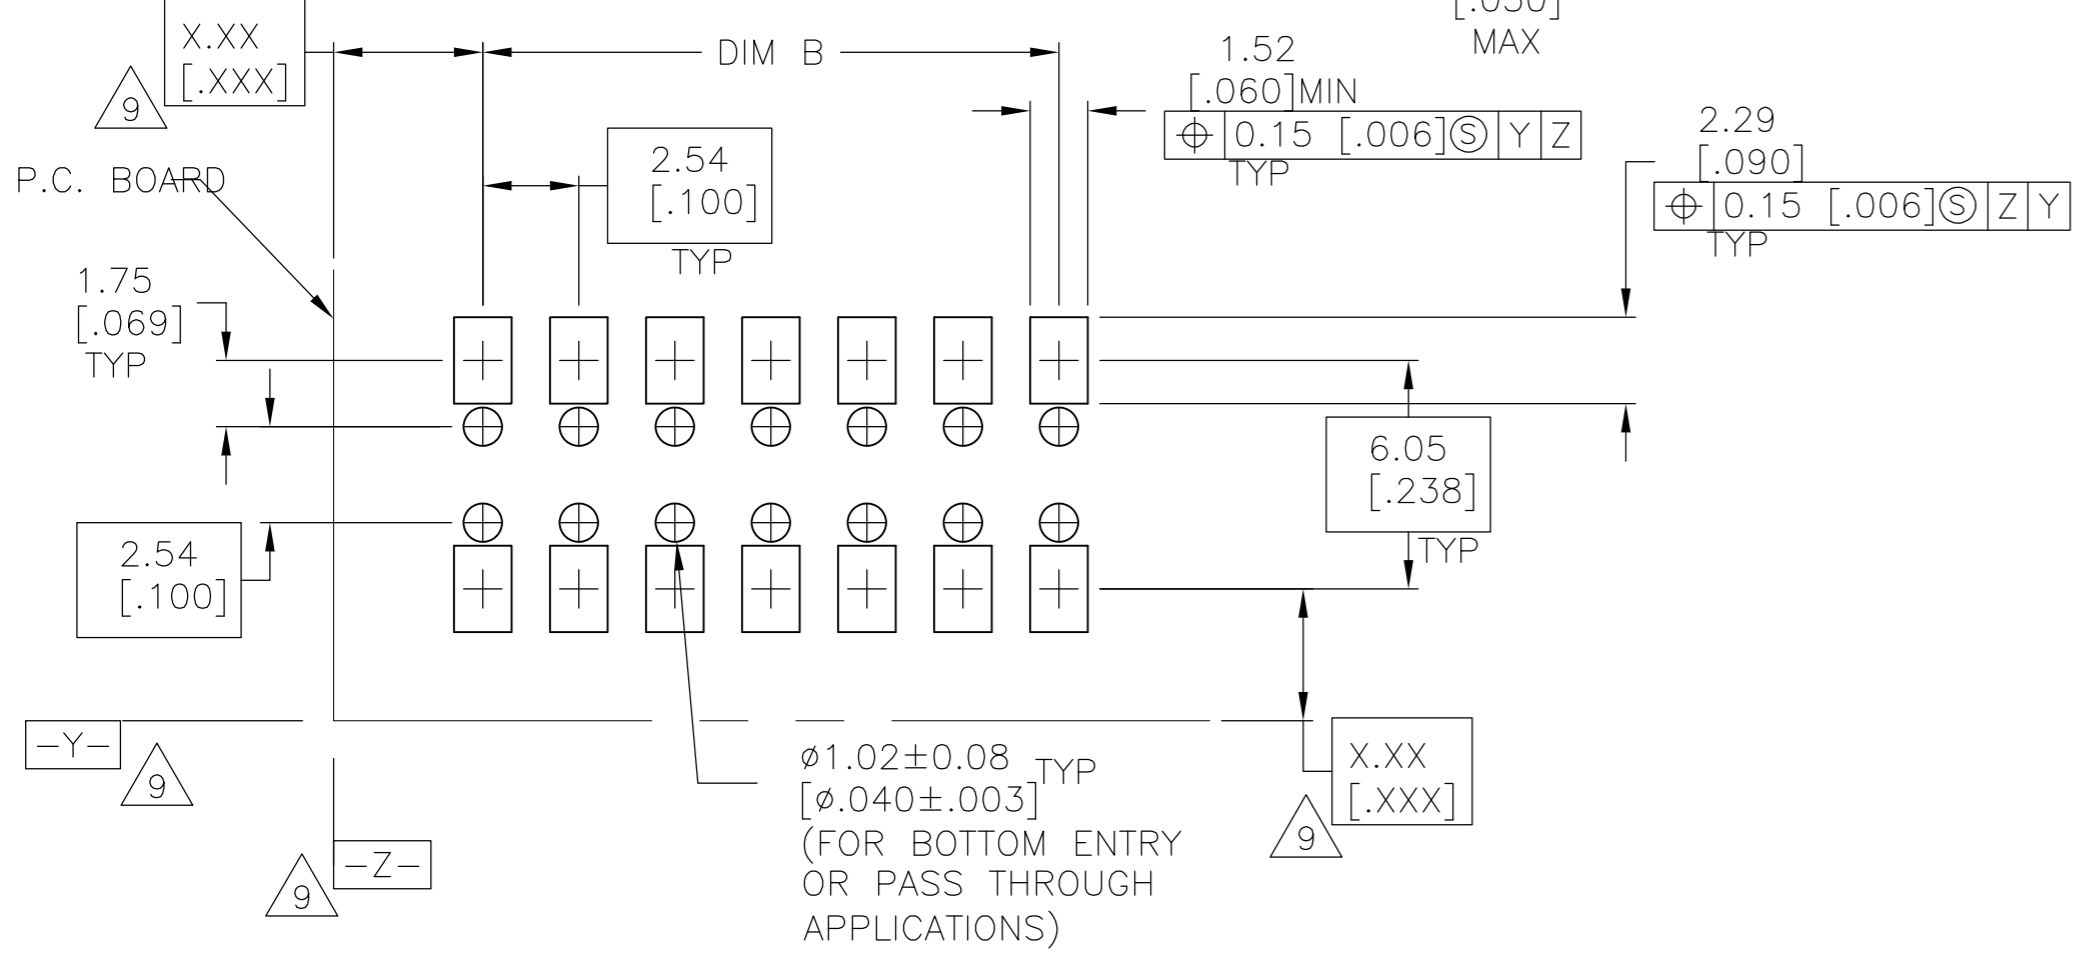 X.XX
[.XXX]
9
DIM B
MAX
1.52
[.060]MIN
⌖ 0.15 [.006]Ⓢ Y Z
TYP
2.29
[.090]
⌖ 0.15 [.006]Ⓢ Z Y
TYP
2.54
[.100]
TYP
P.C. BOARD
1.75
[.069]
TYP
6.05
[.238]
TYP
2.54
[.100]
-Y-
9
-Z-
9
⌀1.02±0.08 TYP
[⌀.040±.003]
(FOR BOTTOM ENTRY
OR PASS THROUGH
APPLICATIONS)
X.XX
[.XXX]
9